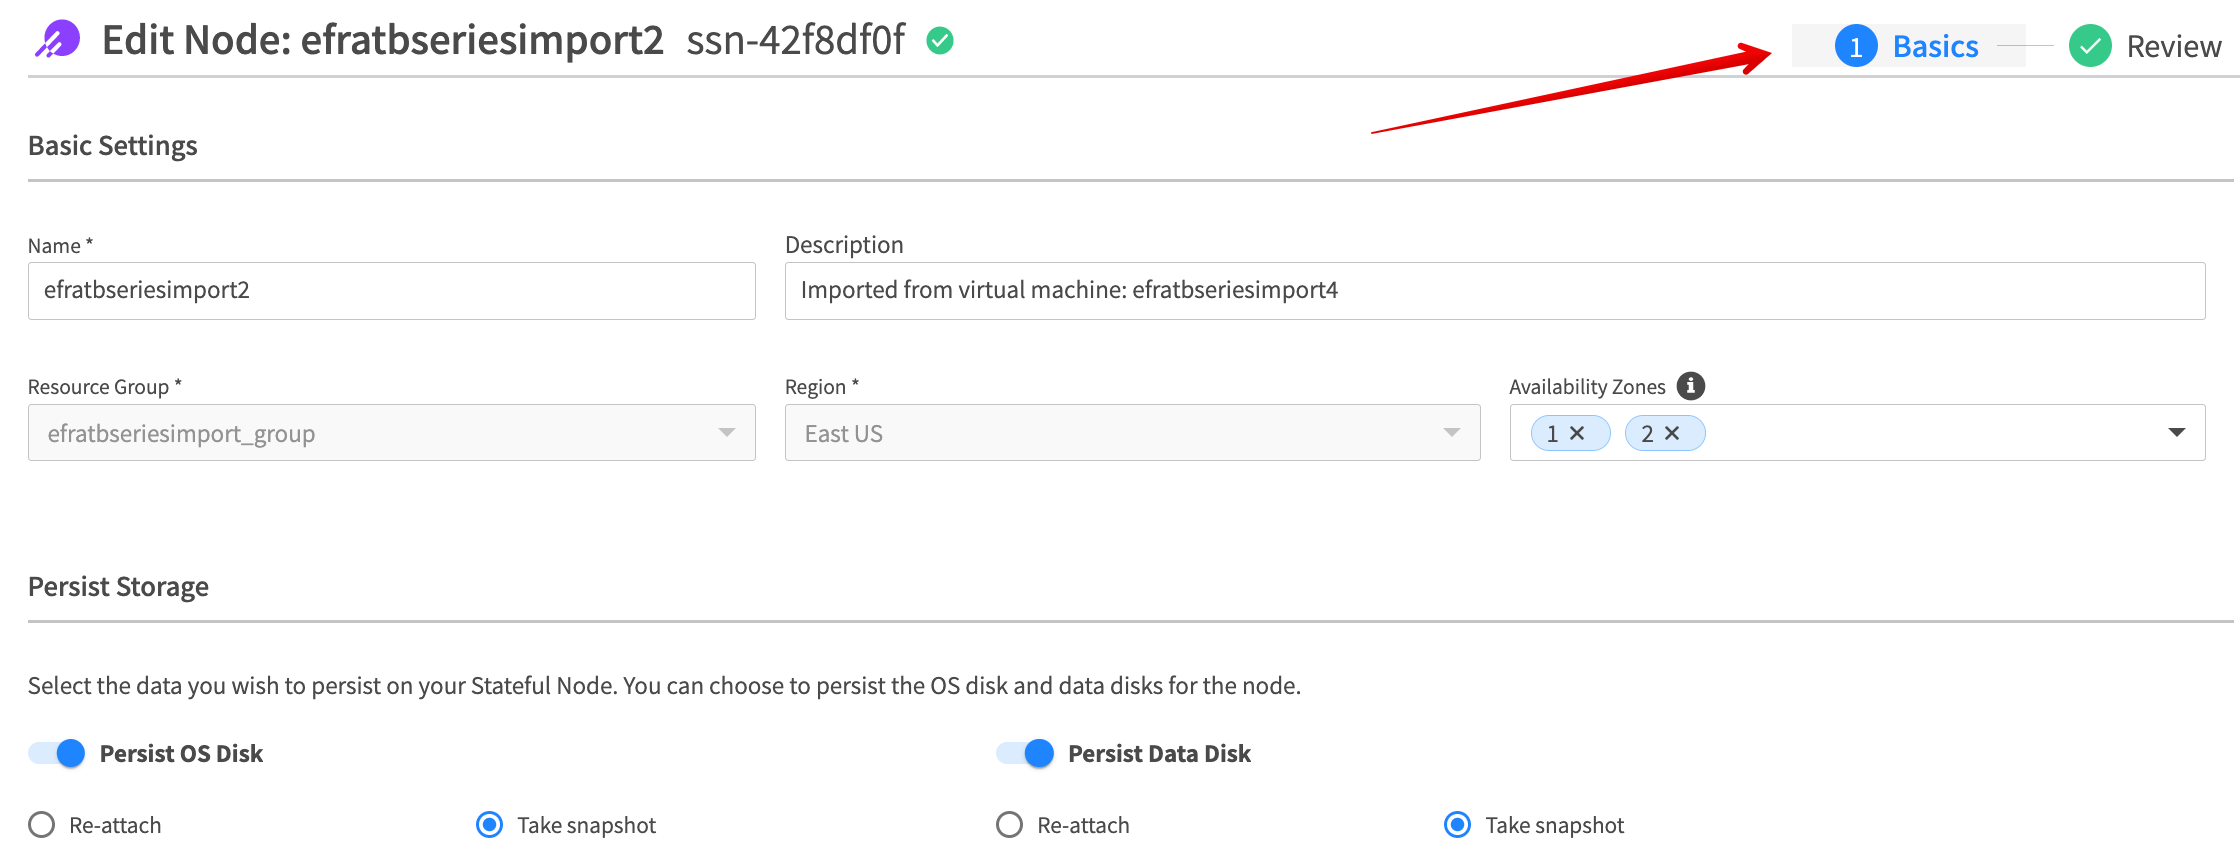 Edit Node: efratbseriesimport2 ssn-42f8df0f
1 Basics Review
Basic Settings
Name * Description
efratbseriesimport2 Imported from virtual machine: efratbseriesimport4
Resource Group * Region * Availability Zones
efratbseriesimport_group East US 1 2
Persist Storage
Select the data you wish to persist on your Stateful Node. You can choose to persist the OS disk and data disks for the node.
Persist OS Disk Persist Data Disk
Re-attach Take snapshot Re-attach Take snapshot